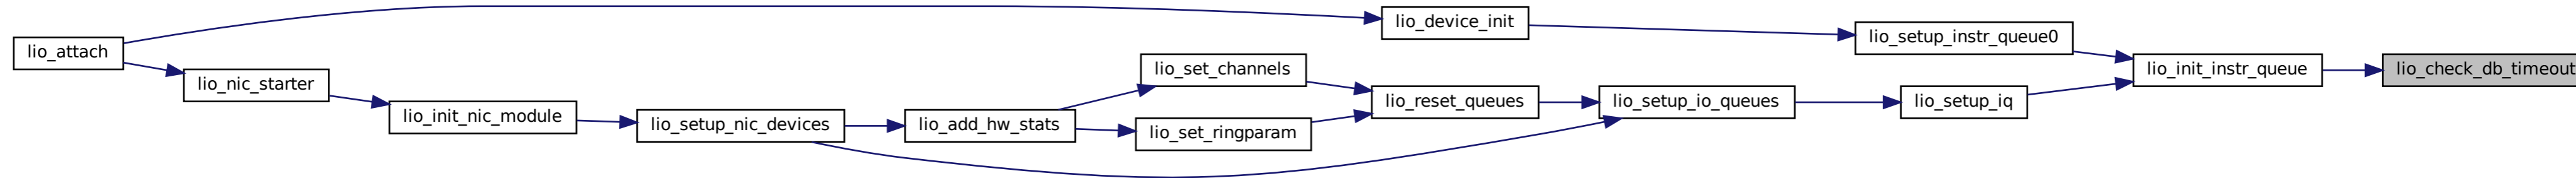 lio_attach
lio_nic_starter
lio_init_nic_module
lio_setup_nic_devices
lio_add_hw_stats
lio_set_channels
lio_set_ringparam
lio_device_init
lio_reset_queues
lio_setup_io_queues
lio_setup_instr_queue0
lio_setup_iq
lio_init_instr_queue
lio_check_db_timeout